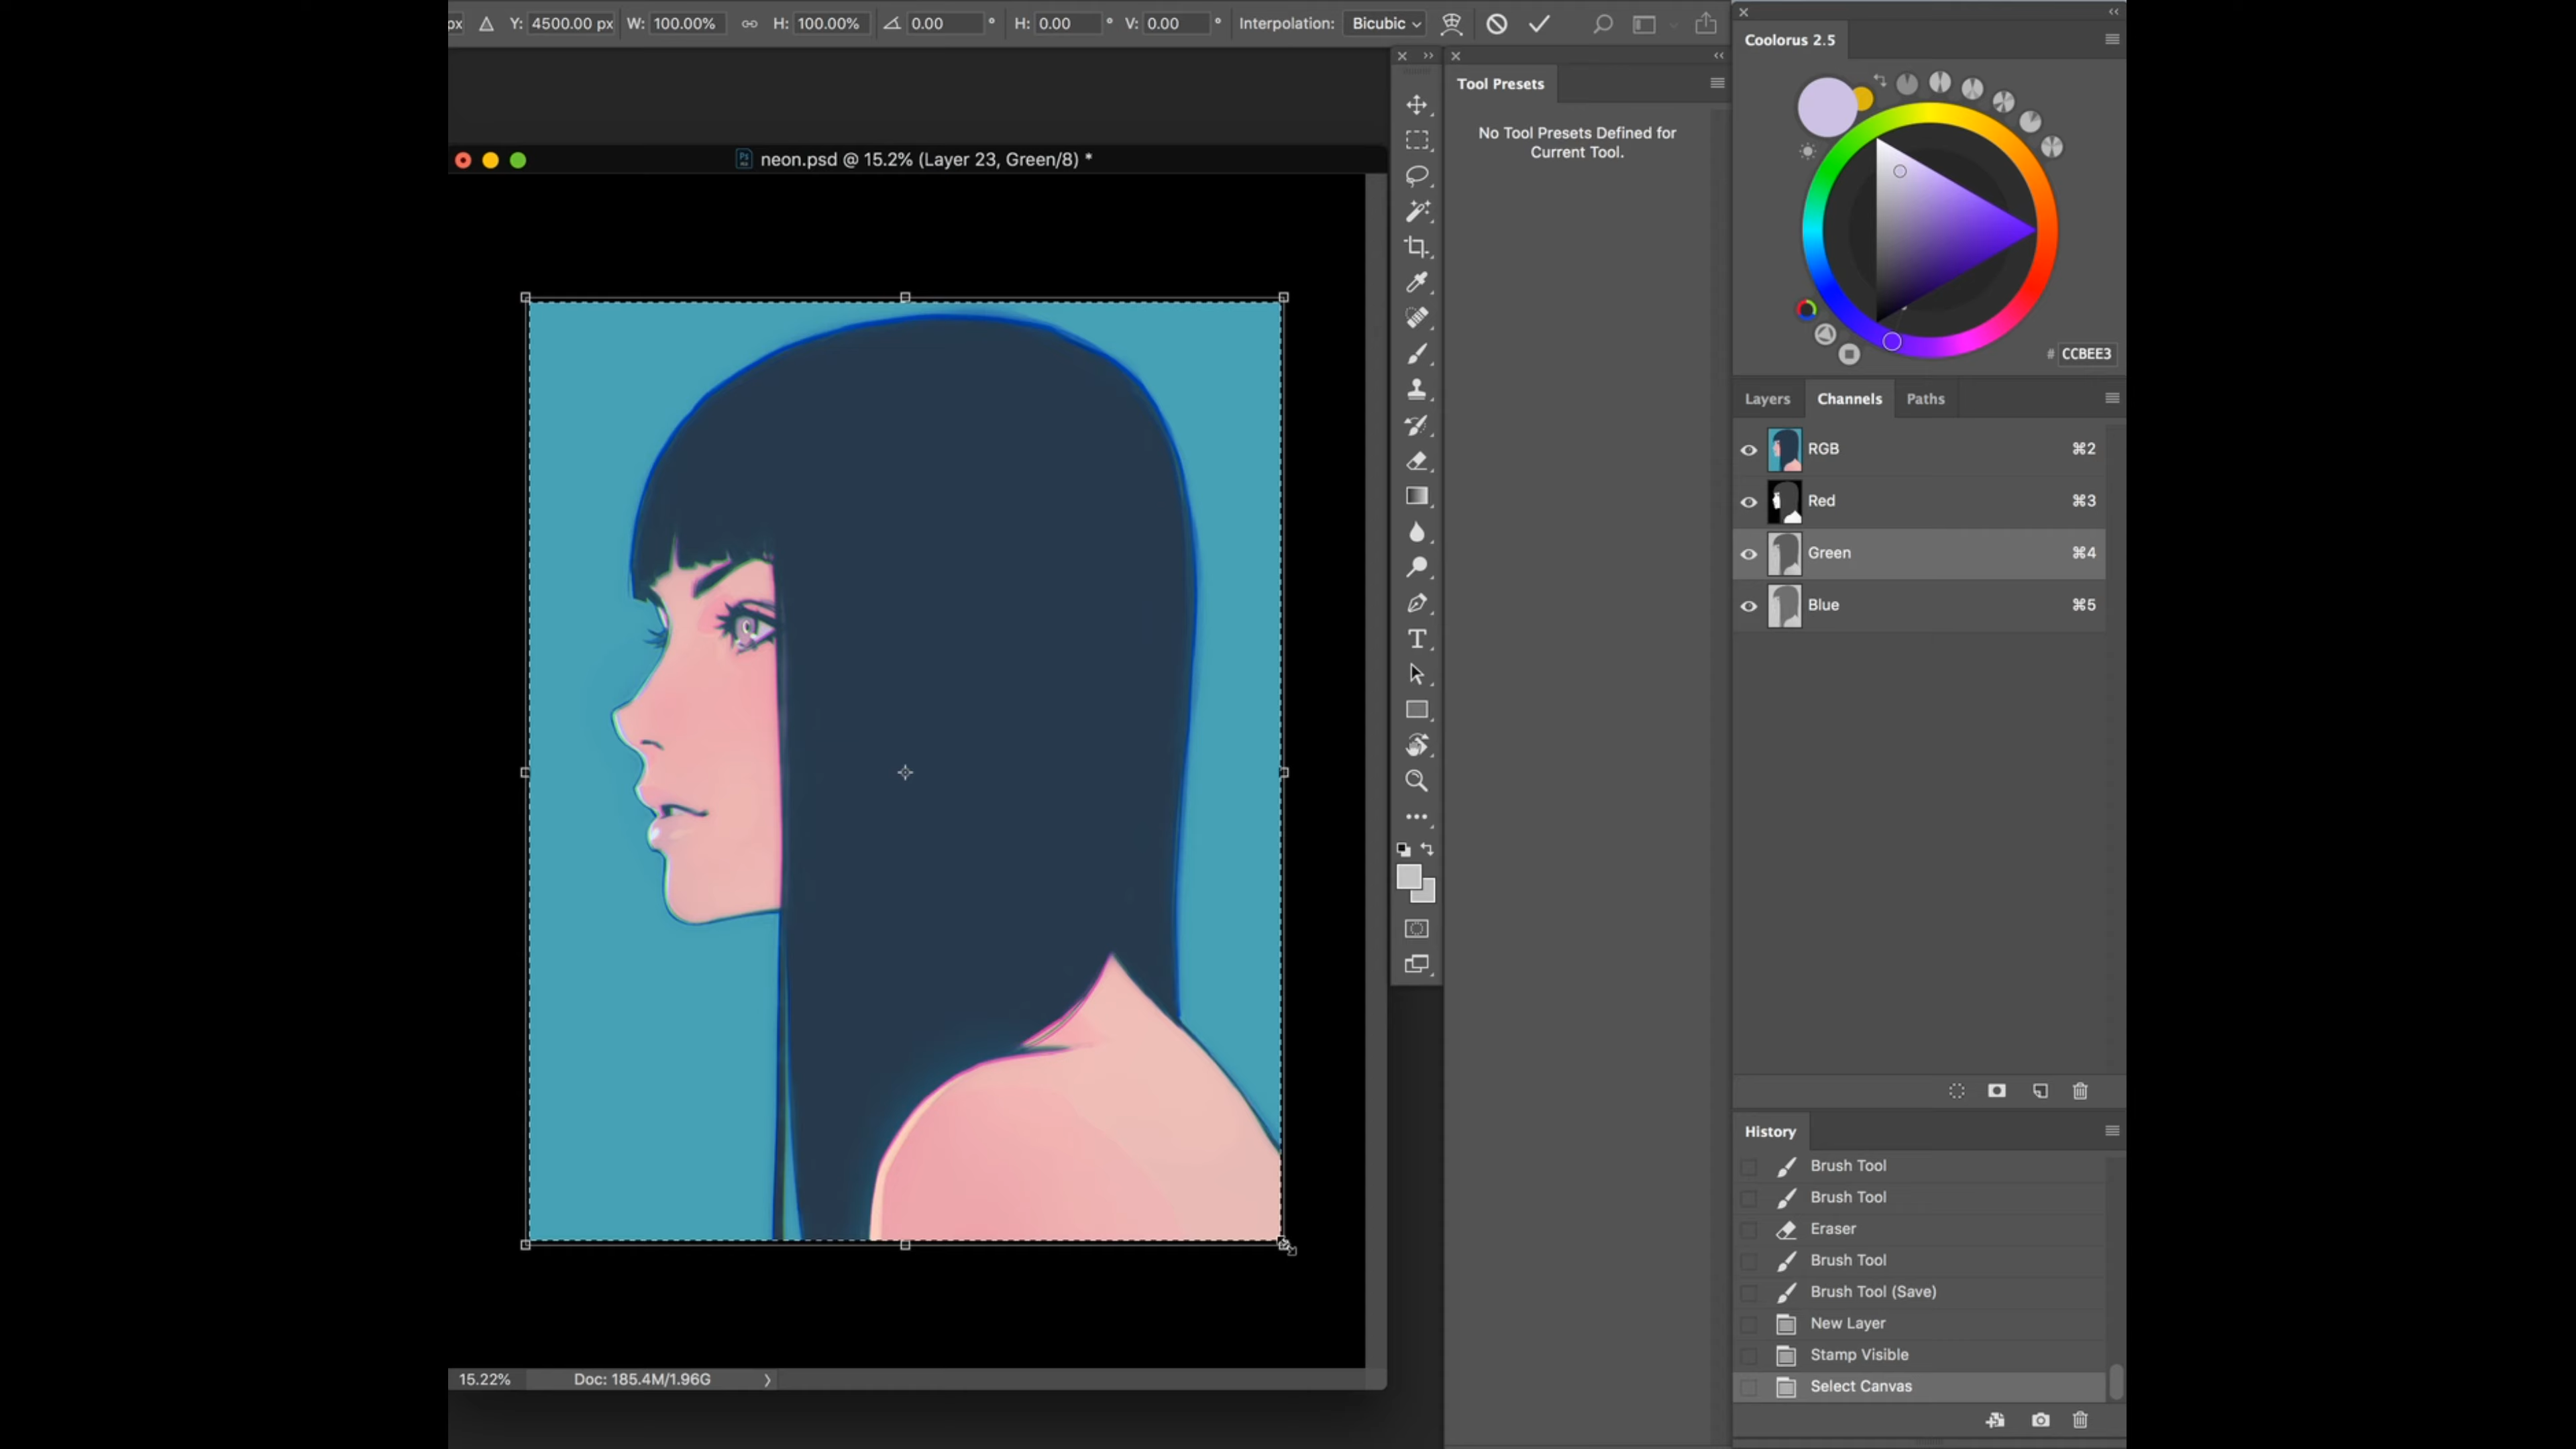 px Y: 4500.00 px W: 100.00% H: 100.00% 0.00 ° H: 0.00 ° V: 0.00 ° Interpolation: Bicubic
Coolorus 2.5
Tool Presets
No Tool Presets Defined for
Current Tool.
neon.psd @ 15.2% (Layer 23, Green/8) *
# CCBEE3
Layers Channels Paths
RGB ⌘2
Red ⌘3
Green ⌘4
Blue ⌘5
History
Brush Tool
Brush Tool
Eraser
Brush Tool
Brush Tool (Save)
New Layer
Stamp Visible
Select Canvas
15.22% Doc: 185.4M/1.96G